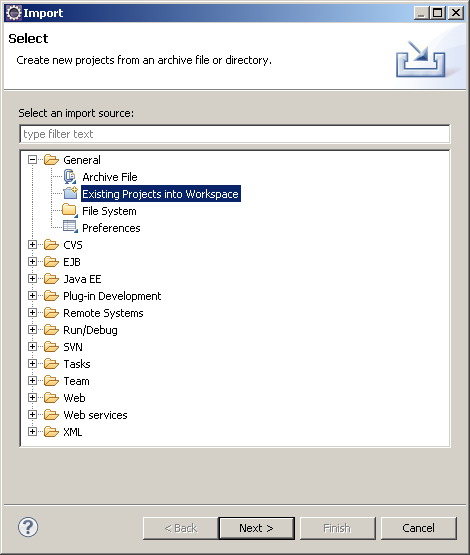 Import
Select
Create new projects from an archive file or directory.
Select an import source:
type filter text
General
Archive File
Existing Projects into Workspace
File System
Preferences
CVS
EJB
Java EE
Plug-in Development
Remote Systems
Run/Debug
SVN
Tasks
Team
Web
Web services
XML
? < Back Next > Finish Cancel